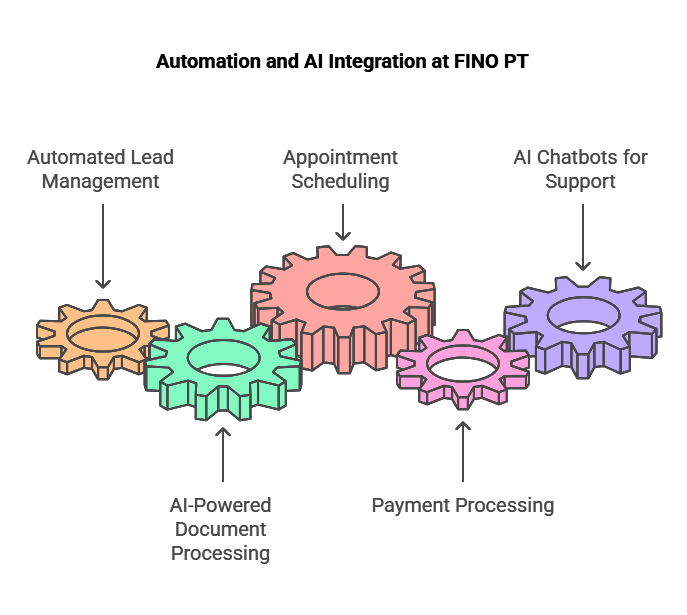 Automation and AI Integration at FINO PT
Automated Lead
Management
Appointment
Scheduling
AI Chatbots for
Support
AI-Powered
Document
Processing
Payment Processing